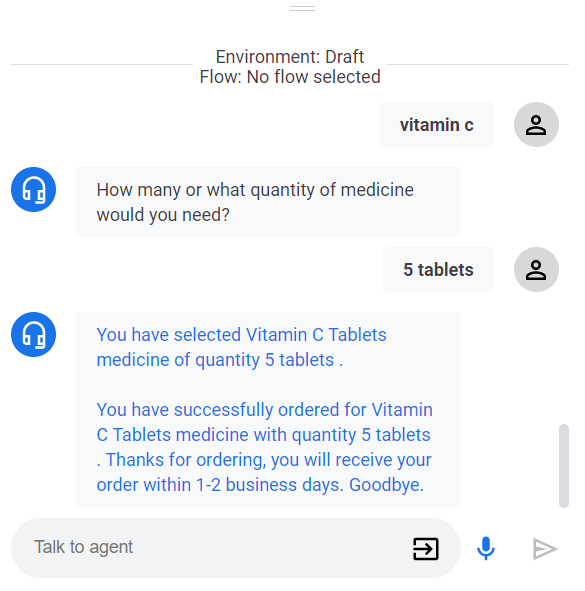 Environment: Draft
Flow: No flow selected
vitamin c
How many or what quantity of medicine
would you need?
5 tablets
You have selected Vitamin C Tablets
medicine of quantity 5 tablets .
You have successfully ordered for Vitamin
C Tablets medicine with quantity 5 tablets
. Thanks for ordering, you will receive your
order within 1-2 business days. Goodbye.
Talk to agent